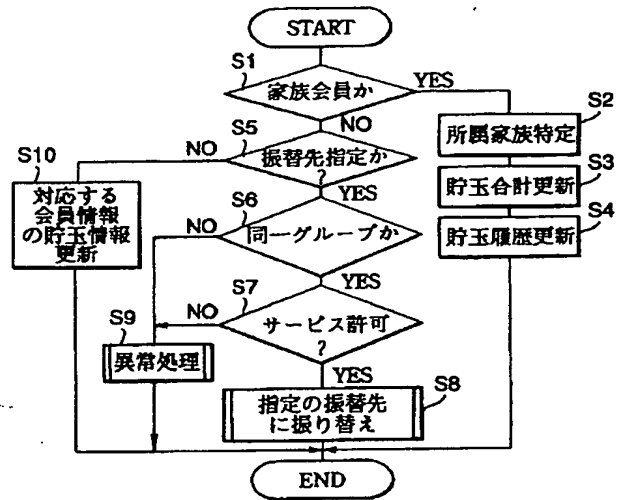 START
S1
家族会員か
YES
S2
所属家族特定
NO
S5
振替先指定か
?
NO
YES
S3
貯玉合計更新
S10
対応する
会員情報
の貯玉情報
更新
S6
同一グループか
NO
YES
S4
貯玉履歴更新
S7
サービス許可
?
NO
YES
S9
異常処理
S8
指定の振替先
に振り替え
END